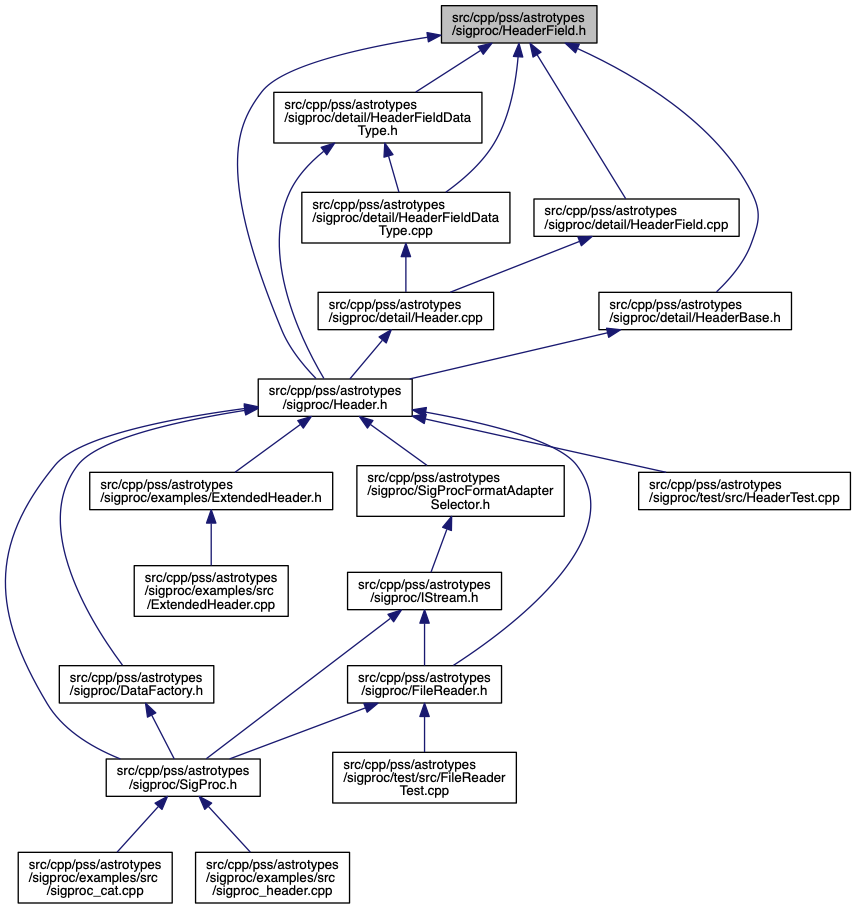 src/cpp/pss/astrotypes
/sigproc/HeaderField.h
src/cpp/pss/astrotypes
/sigproc/detail/HeaderFieldData
Type.h
src/cpp/pss/astrotypes
/sigproc/detail/HeaderFieldData
Type.cpp
src/cpp/pss/astrotypes
/sigproc/detail/HeaderField.cpp
src/cpp/pss/astrotypes
/sigproc/detail/Header.cpp
src/cpp/pss/astrotypes
/sigproc/detail/HeaderBase.h
src/cpp/pss/astrotypes
/sigproc/Header.h
src/cpp/pss/astrotypes
/sigproc/examples/ExtendedHeader.h
src/cpp/pss/astrotypes
/sigproc/SigProcFormatAdapter
Selector.h
src/cpp/pss/astrotypes
/sigproc/test/src/HeaderTest.cpp
src/cpp/pss/astrotypes
/sigproc/examples/src
/ExtendedHeader.cpp
src/cpp/pss/astrotypes
/sigproc/IStream.h
src/cpp/pss/astrotypes
/sigproc/DataFactory.h
src/cpp/pss/astrotypes
/sigproc/FileReader.h
src/cpp/pss/astrotypes
/sigproc/SigProc.h
src/cpp/pss/astrotypes
/sigproc/test/src/FileReader
Test.cpp
src/cpp/pss/astrotypes
/sigproc/examples/src
/sigproc_cat.cpp
src/cpp/pss/astrotypes
/sigproc/examples/src
/sigproc_header.cpp